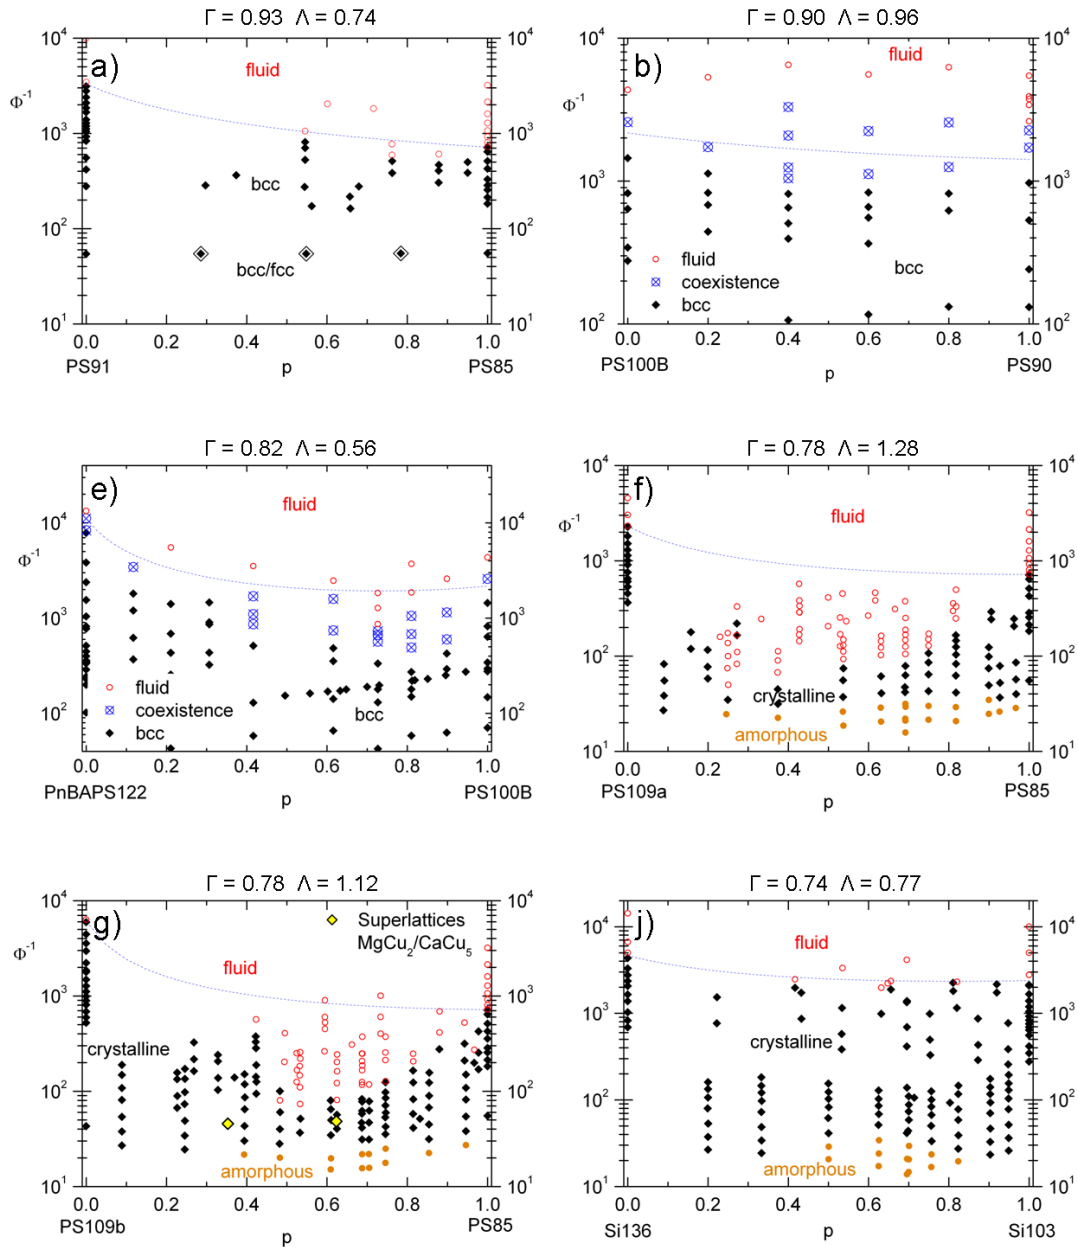 Γ = 0.93 Λ = 0.74
Γ = 0.90 Λ = 0.96
a)
fluid
bcc
bcc/fcc
Φ⁻¹
10⁴
10³
10²
10¹
10⁴
10³
10²
10¹
0.0 0.2 0.4 0.6 0.8 1.0
PS91 p PS85
b)
fluid
Φ⁻¹
fluid
coexistence
bcc
bcc
10⁴
10³
10²
10⁴
10³
10²
0.0 0.2 0.4 0.6 0.8 1.0
PS100B p PS90
Γ = 0.82 Λ = 0.56
Γ = 0.78 Λ = 1.28
e)
fluid
Φ⁻¹
fluid
coexistence
bcc
bcc
10⁴
10³
10²
10⁴
10³
10²
0.0 0.2 0.4 0.6 0.8 1.0
PnBAPS122 p PS100B
f)
fluid
Φ⁻¹
crystalline
amorphous
10⁴
10³
10²
10¹
10⁴
10³
10²
10¹
0.0 0.2 0.4 0.6 0.8 1.0
PS109a p PS85
Γ = 0.78 Λ = 1.12
Γ = 0.74 Λ = 0.77
g)
Superlattices
MgCu₂/CaCu₅
fluid
Φ⁻¹
crystalline
amorphous
10⁴
10³
10²
10¹
10⁴
10³
10²
10¹
0.0 0.2 0.4 0.6 0.8 1.0
PS109b p PS85
j)
fluid
Φ⁻¹
crystalline
amorphous
10⁴
10³
10²
10¹
10⁴
10³
10²
10¹
0.0 0.2 0.4 0.6 0.8 1.0
Si136 p Si103